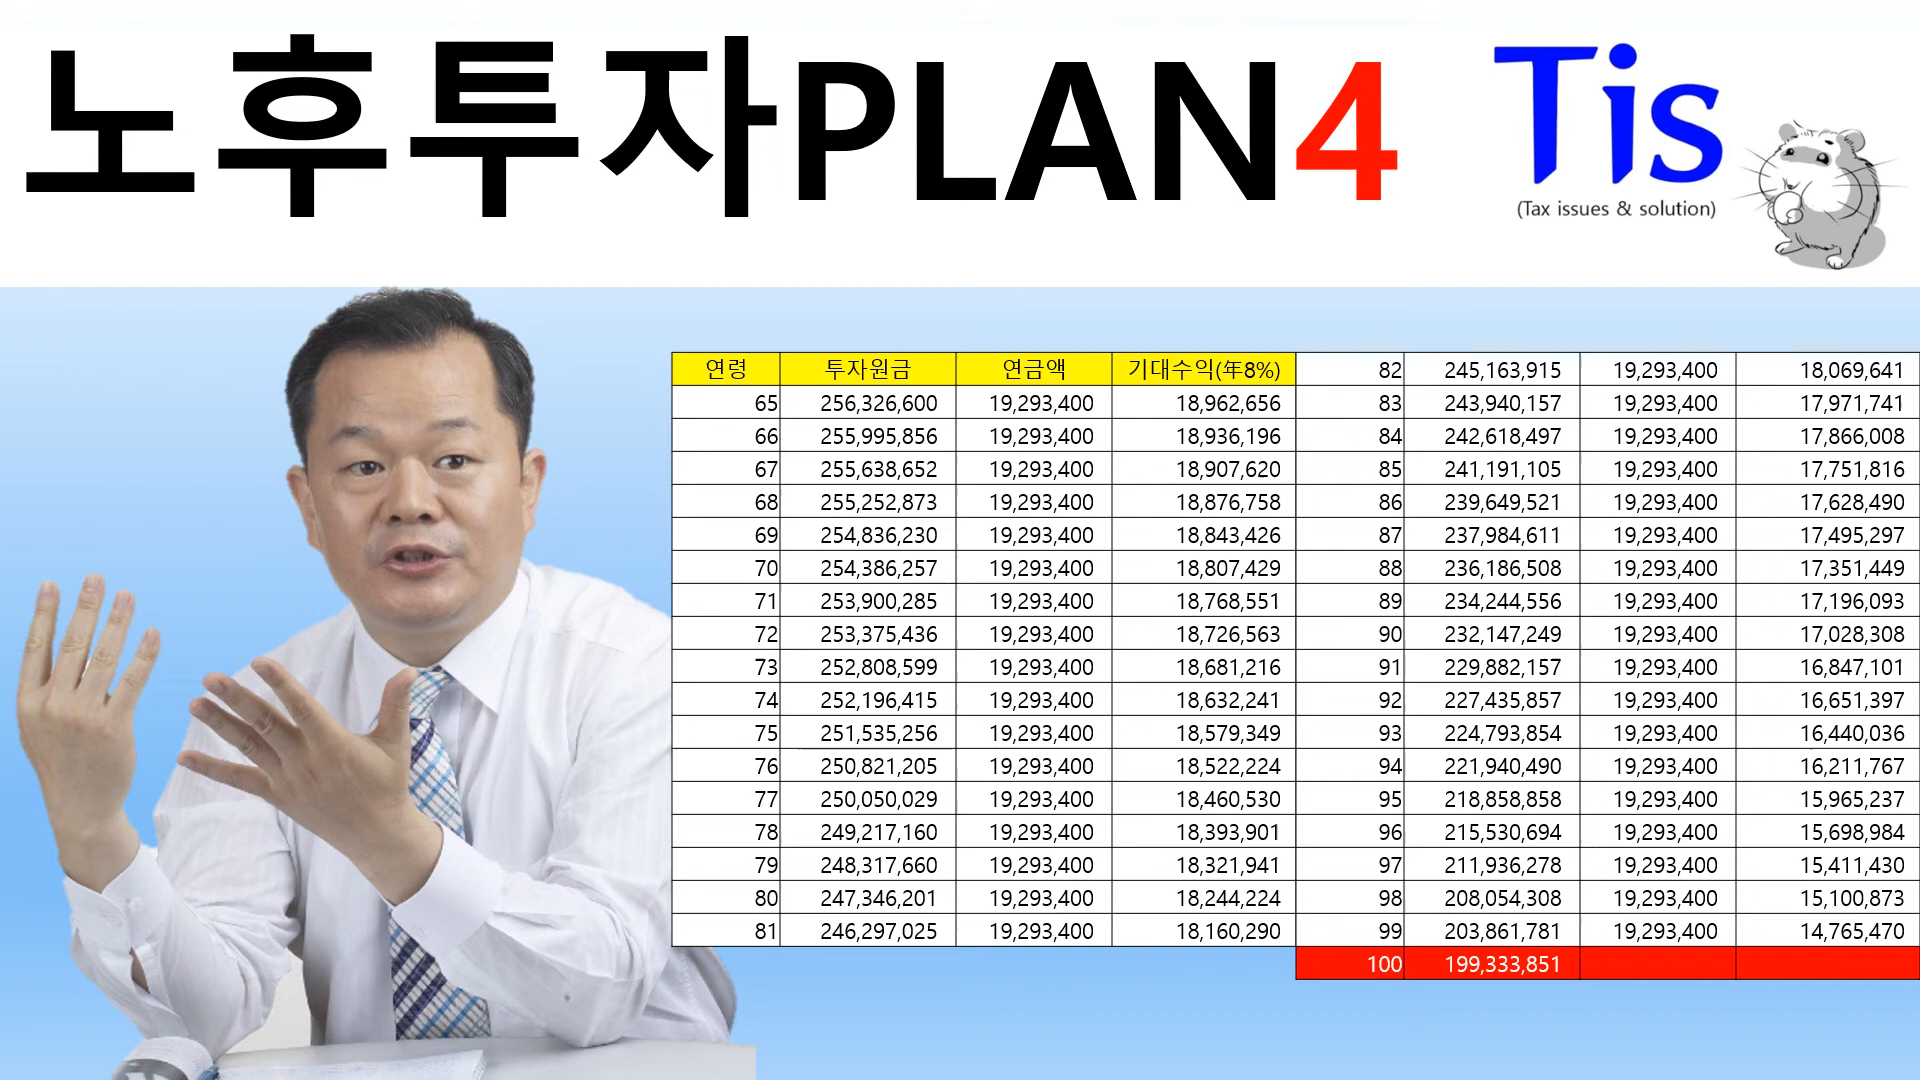 노후투자PLAN4
Tis
(Tax issues & solution)
연령 투자원금 연금액 기대수익(年8%)
65 256,326,600 19,293,400 18,962,656
66 255,995,856 19,293,400 18,936,196
67 255,638,652 19,293,400 18,907,620
68 255,252,873 19,293,400 18,876,758
69 254,836,230 19,293,400 18,843,426
70 254,386,257 19,293,400 18,807,429
71 253,900,285 19,293,400 18,768,551
72 253,375,436 19,293,400 18,726,563
73 252,808,599 19,293,400 18,681,216
74 252,196,415 19,293,400 18,632,241
75 251,535,256 19,293,400 18,579,349
76 250,821,205 19,293,400 18,522,224
77 250,050,029 19,293,400 18,460,530
78 249,217,160 19,293,400 18,393,901
79 248,317,660 19,293,400 18,321,941
80 247,346,201 19,293,400 18,244,224
81 246,297,025 19,293,400 18,160,290
82 245,163,915 19,293,400 18,069,641
83 243,940,157 19,293,400 17,971,741
84 242,618,497 19,293,400 17,866,008
85 241,191,105 19,293,400 17,751,816
86 239,649,521 19,293,400 17,628,490
87 237,984,611 19,293,400 17,495,297
88 236,186,508 19,293,400 17,351,449
89 234,244,556 19,293,400 17,196,093
90 232,147,249 19,293,400 17,028,308
91 229,882,157 19,293,400 16,847,101
92 227,435,857 19,293,400 16,651,397
93 224,793,854 19,293,400 16,440,036
94 221,940,490 19,293,400 16,211,767
95 218,858,858 19,293,400 15,965,237
96 215,530,694 19,293,400 15,698,984
97 211,936,278 19,293,400 15,411,430
98 208,054,308 19,293,400 15,100,873
99 203,861,781 19,293,400 14,765,470
100 199,333,851